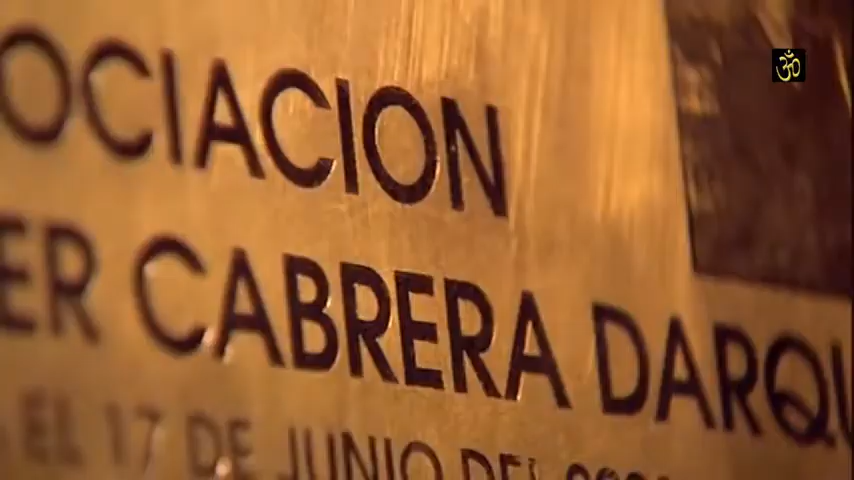 OCIACION
ER CABRERA DARQU
EL 17 DE JUNIO DEL
ॐ